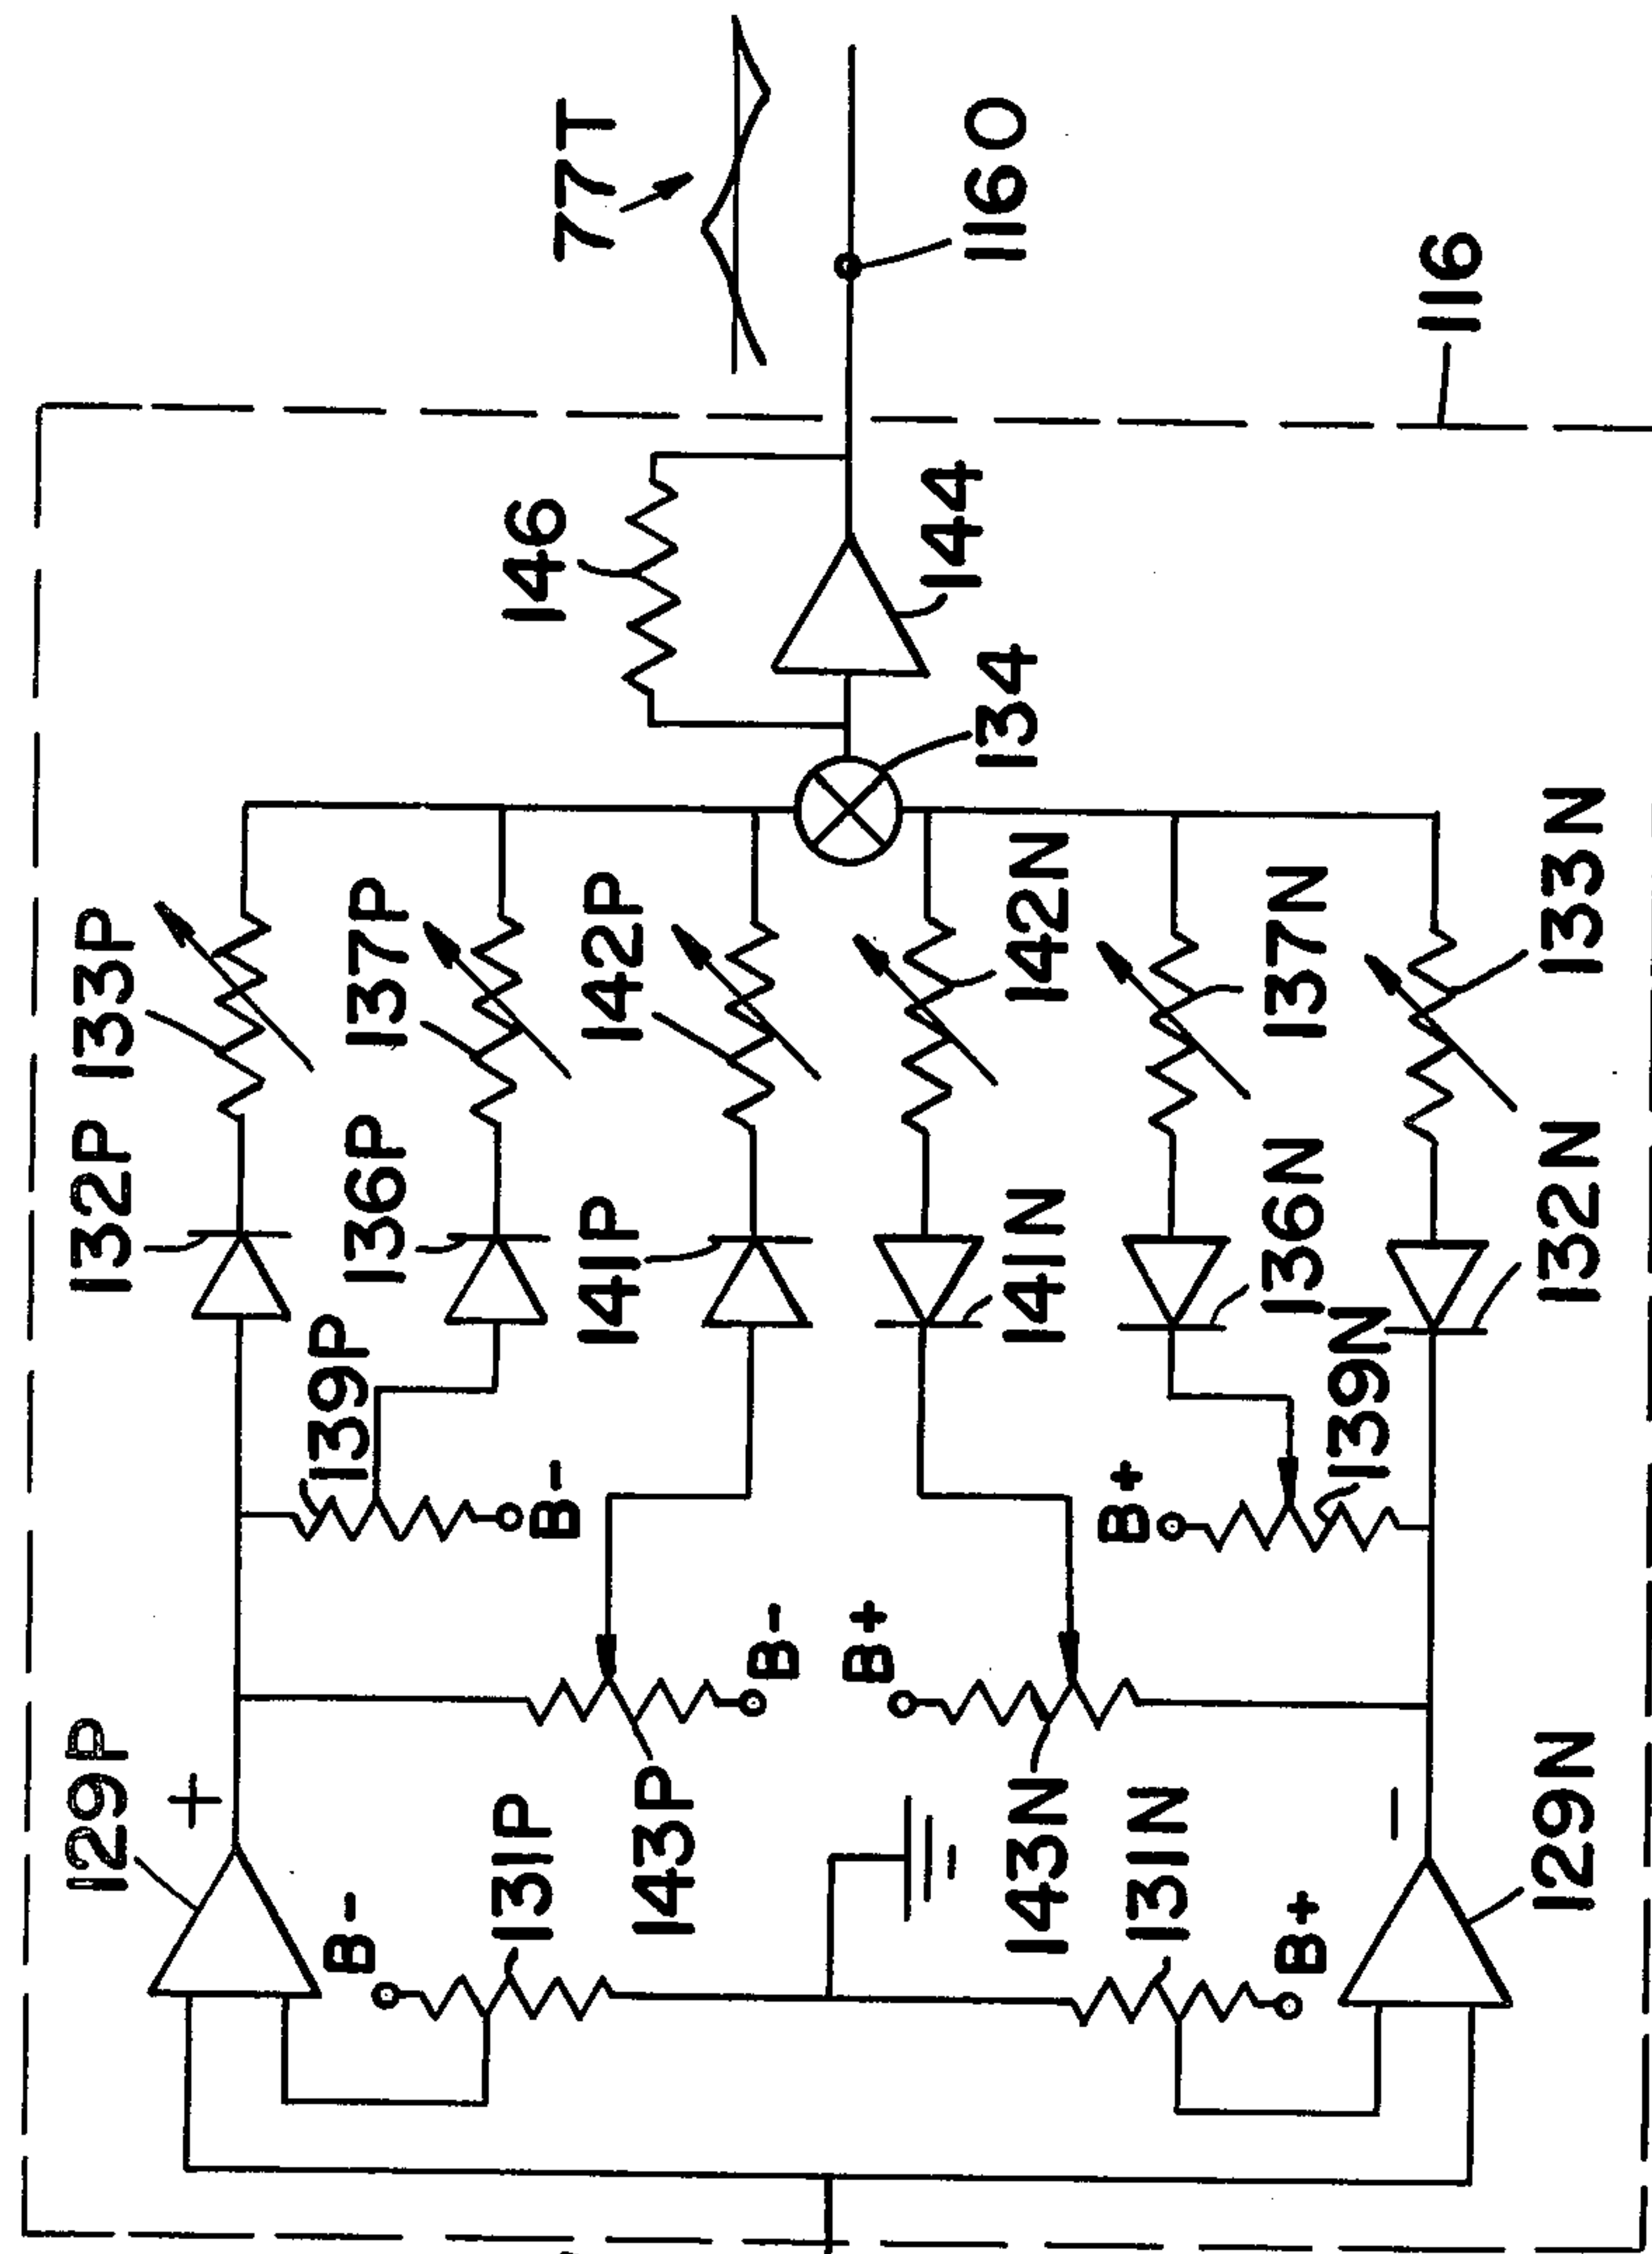 129P
132P
133P
+
B-
139P
136P
137P
131P
B-
146
77T
143P
141P
142P
B-
B+
144
116O
134
143N
141N
142N
131N
B+
B+
136N
137N
139N
−
116
129N
132N
133N